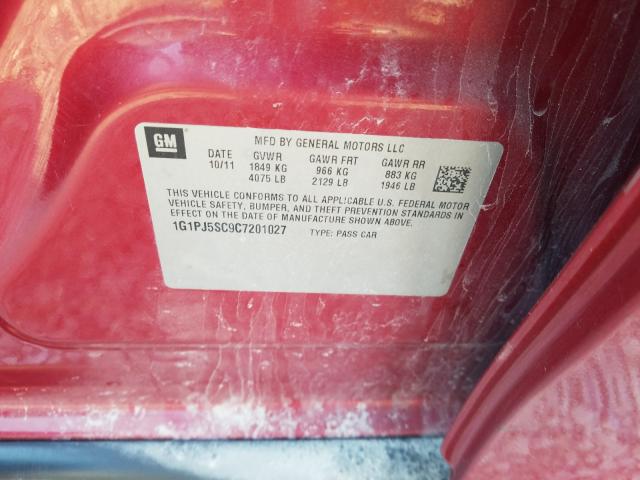 GM
MFD BY GENERAL MOTORS LLC
DATE GVWR GAWR FRT GAWR RR
10/11 1849 KG 966 KG 883 KG
4075 LB 2129 LB 1946 LB
THIS VEHICLE CONFORMS TO ALL APPLICABLE U.S. FEDERAL MOTOR
VEHICLE SAFETY, BUMPER, AND THEFT PREVENTION STANDARDS IN
EFFECT ON THE DATE OF MANUFACTURE SHOWN ABOVE.
1G1PJ5SC9C7201027 TYPE: PASS CAR